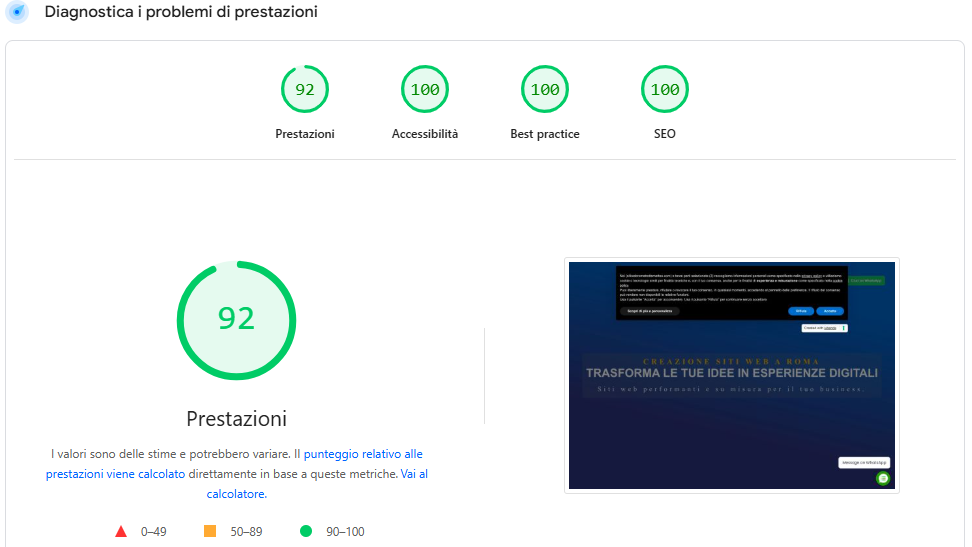 Diagnostica i problemi di prestazioni
92
100
100
100
Prestazioni
Accessibilità
Best practice
SEO
92
Prestazioni
I valori sono delle stime e potrebbero variare. Il punteggio relativo alle
prestazioni viene calcolato direttamente in base a queste metriche. Vai al
calcolatore.
0–49
50–89
90–100
Scopri di più e personalizza
Rifiuta
Accetta
CREAZIONE SITI WEB A ROMA
TRASFORMA LE TUE IDEE IN ESPERIENZE DIGITALI
Siti web performanti e su misura per il tuo business.
Message on WhatsApp